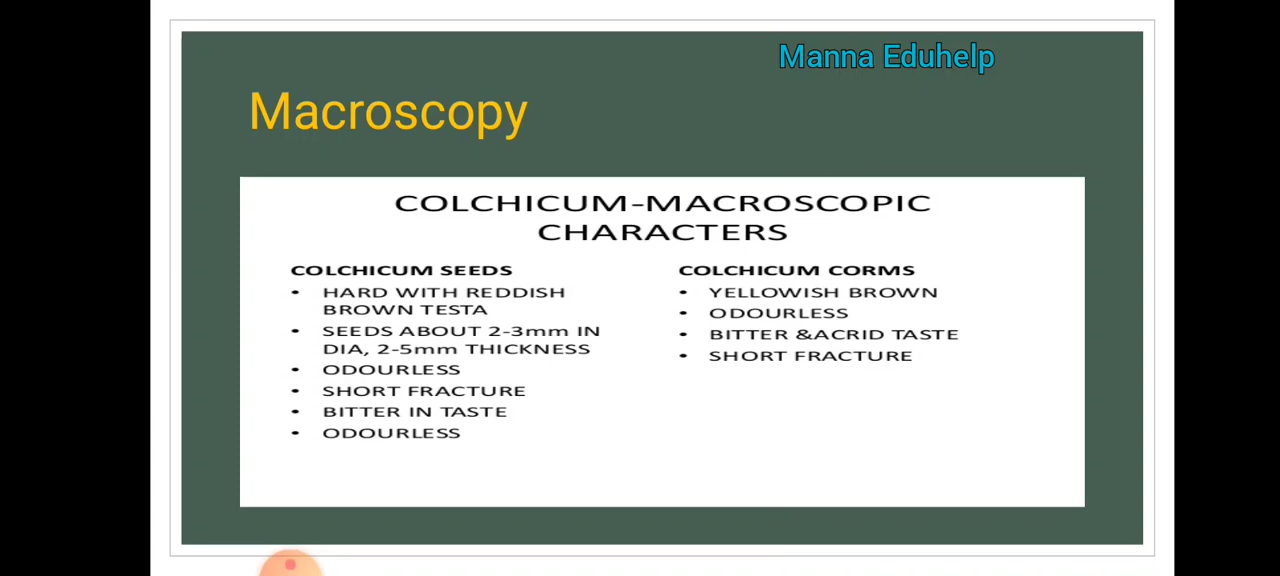 Manna Eduhelp
Macroscopy
COLCHICUM-MACROSCOPIC
CHARACTERS
COLCHICUM SEEDS
• HARD WITH REDDISH
BROWN TESTA
• SEEDS ABOUT 2-3mm IN
DIA, 2-5mm THICKNESS
• ODOURLESS
• SHORT FRACTURE
• BITTER IN TASTE
• ODOURLESS
COLCHICUM CORMS
• YELLOWISH BROWN
• ODOURLESS
• BITTER &ACRID TASTE
• SHORT FRACTURE